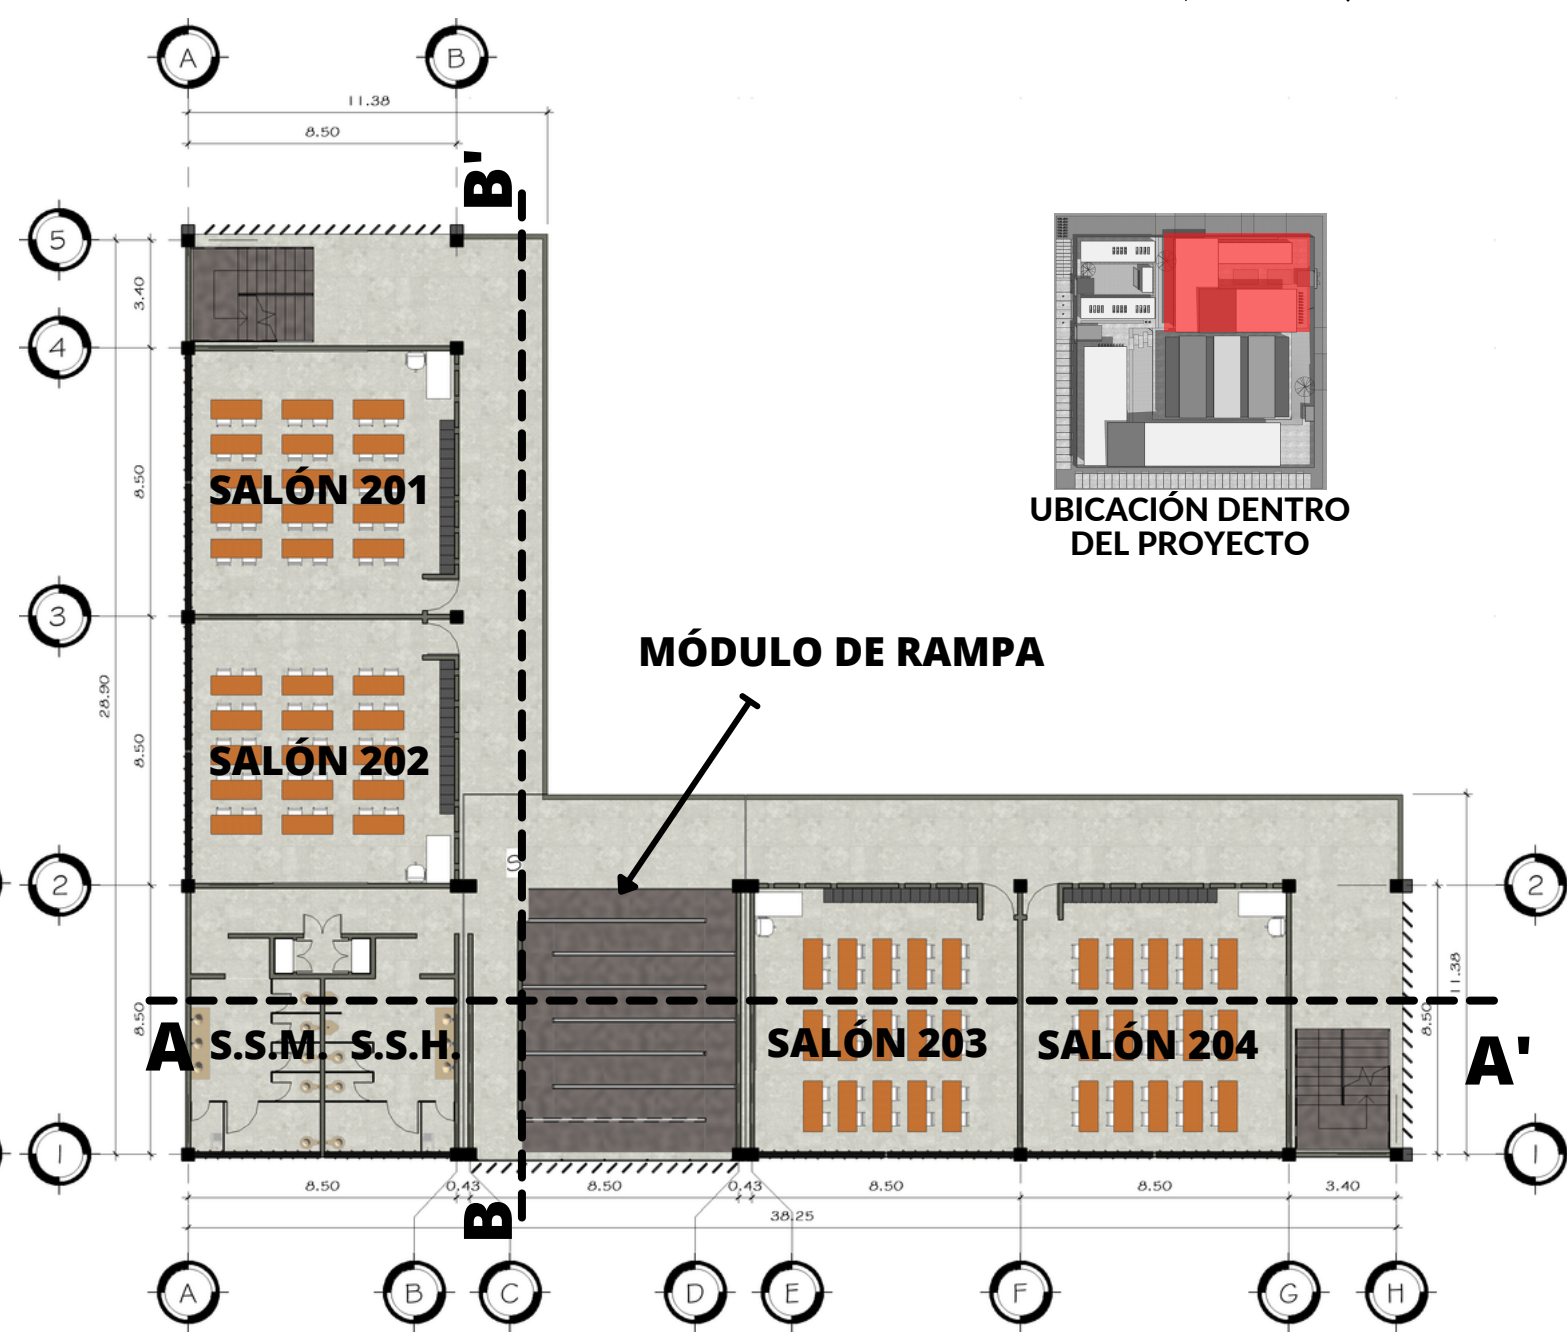 A
B
11.38
8.50
B'
5
3.40
4
8.50
SALÓN 201
3
UBICACIÓN DENTRO
DEL PROYECTO
MÓDULO DE RAMPA
28.90
8.50
SALÓN 202
S
2
2
8.50
A
S.S.M.
S.S.H.
SALÓN 203
SALÓN 204
8.50
11.38
A'
1
1
8.50
0.43
8.50
0.43
8.50
8.50
3.40
B
38.25
A
B
C
D
E
F
G
H